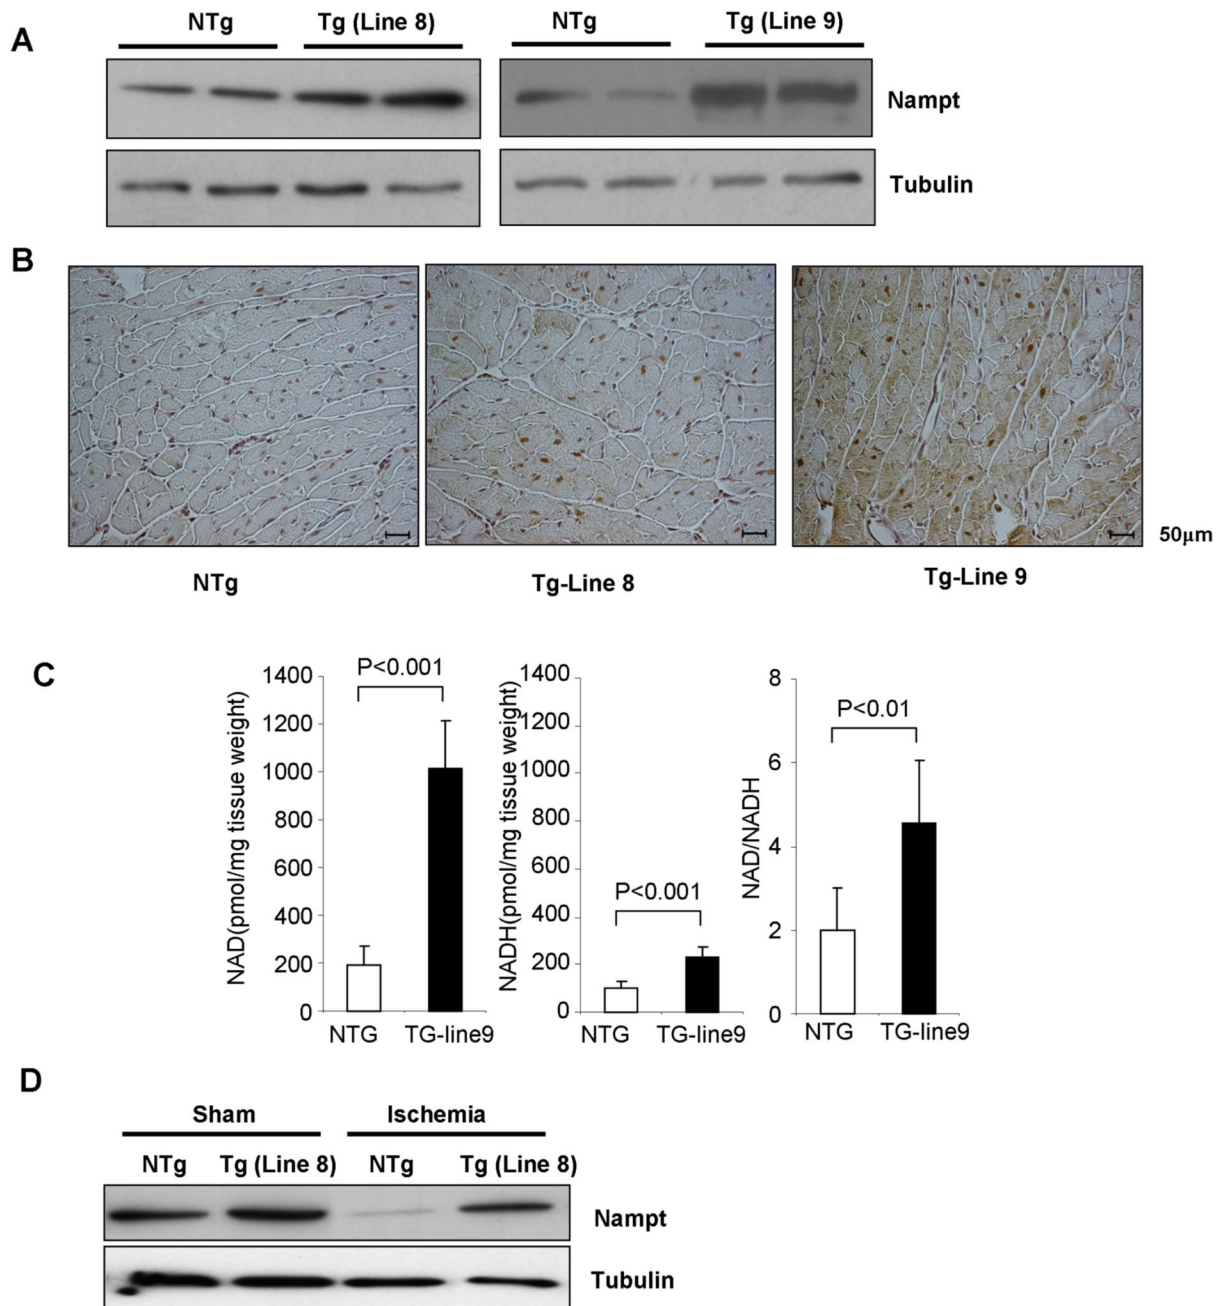 A
NTg Tg (Line 8) NTg Tg (Line 9)
Nampt
Tubulin
B
50μm
NTg Tg-Line 8 Tg-Line 9
C
NAD(pmol/mg tissue weight)
1400
1200
1000
800
600
400
200
0
P<0.001
NTG TG-line9
NADH(pmol/mg tissue weight)
1400
1200
1000
800
600
400
200
0
P<0.001
NTG TG-line9
NAD/NADH
8
6
4
2
0
P<0.01
NTG TG-line9
D
Sham Ischemia
NTg Tg (Line 8) NTg Tg (Line 8)
Nampt
Tubulin